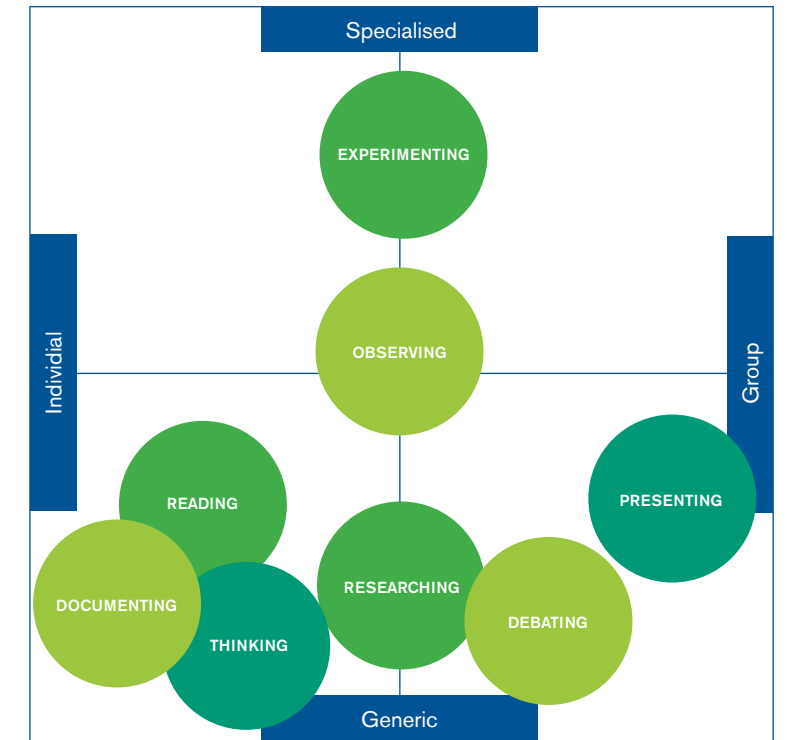 Specialised
EXPERIMENTING
OBSERVING
Individial
Group
READING
PRESENTING
RESEARCHING
DOCUMENTING
DEBATING
THINKING
Generic